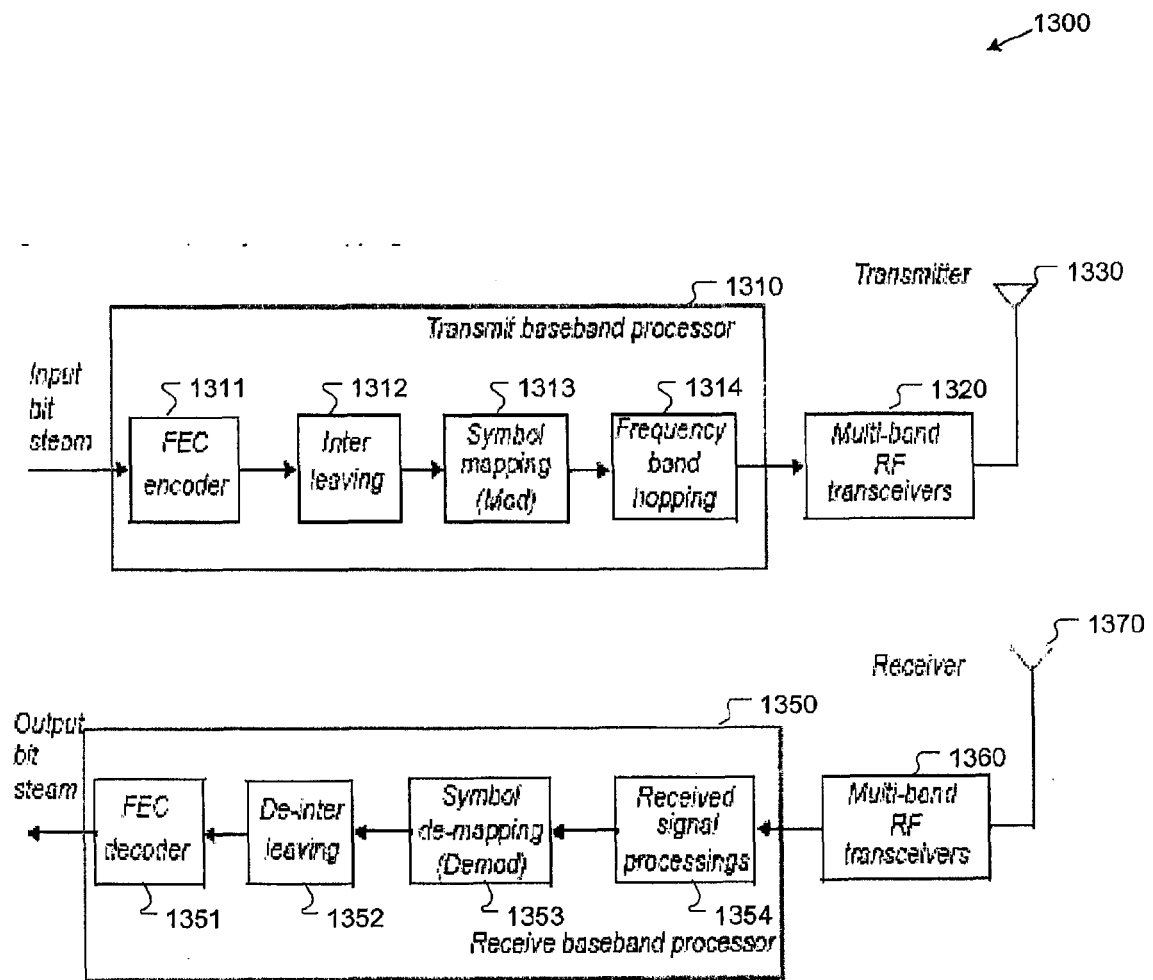 1300
Transmitter
1330
1310
Transmit baseband processor
Input
bit
steam
1311
FEC
encoder
1312
Inter
leaving
1313
Symbol
mapping
(Mod)
1314
Frequency
band
hopping
1320
Multi-band
RF
transceivers
1370
Receiver
1350
Output
bit
steam
1360
FEC
decoder
1351
De-inter
leaving
1352
Symbol
de-mapping
(Demod)
1353
Received
signal
processings
1354
Multi-band
RF
transceivers
Receive baseband processor